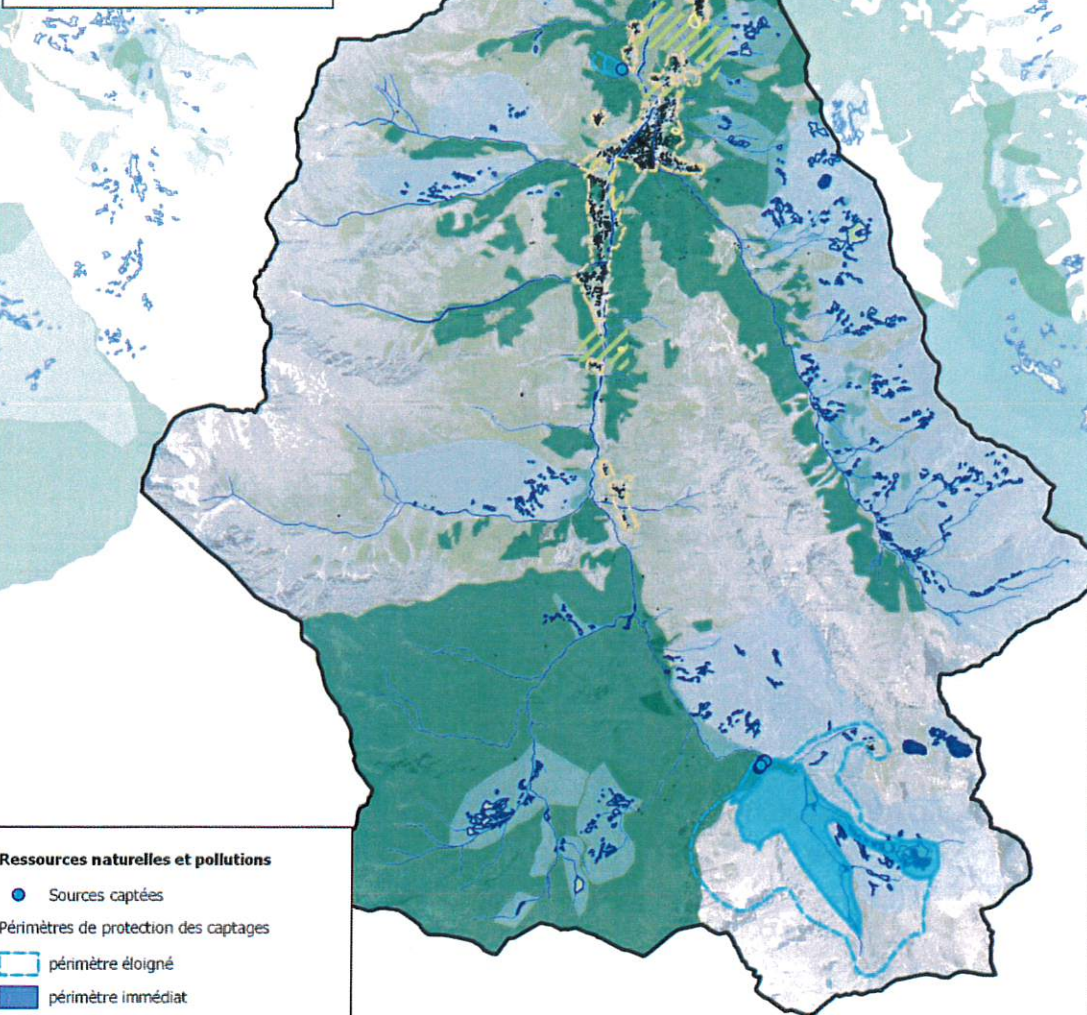 Ressources naturelles et pollutions
Sources captées
Périmètres de protection des captages
périmètre éloigné
périmètre immédiat